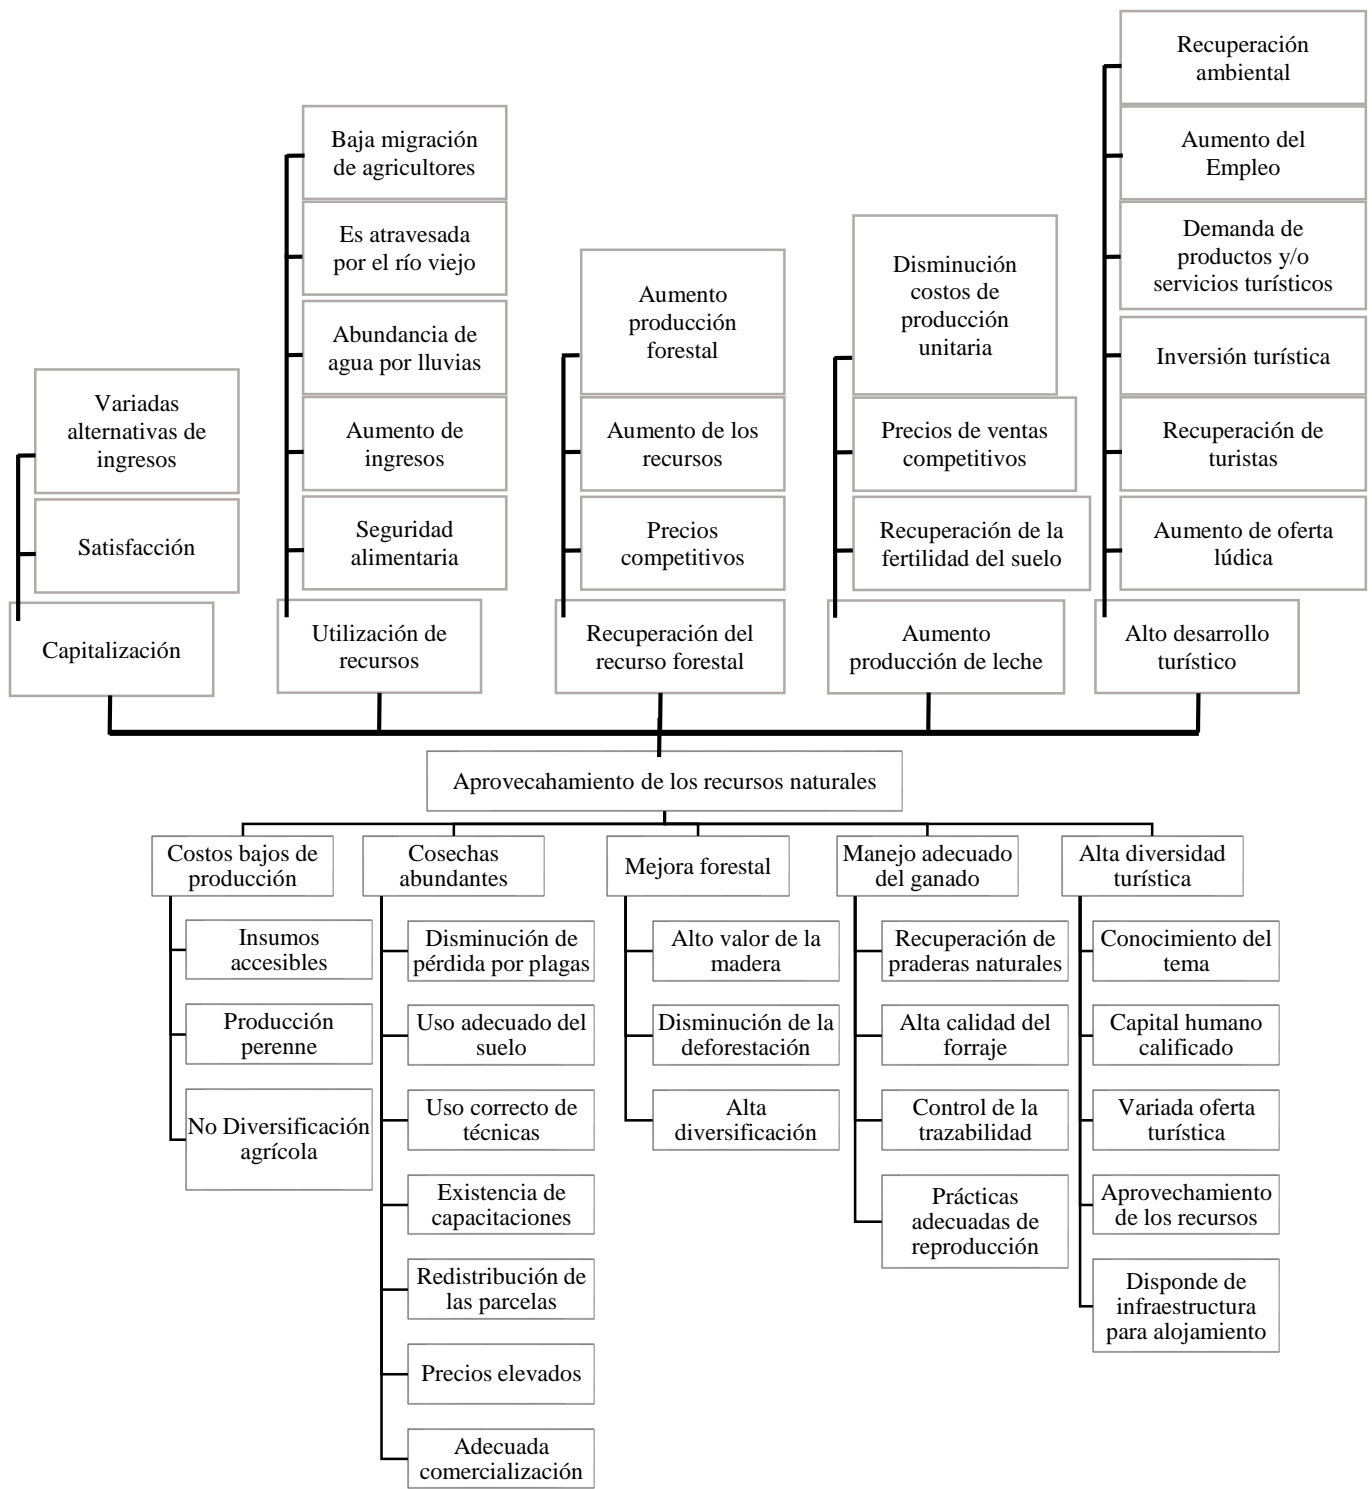 Variadas
alternativas de
ingresos
Satisfacción
Capitalización
Baja migración
de agricultores
Es atravesada
por el río viejo
Abundancia de
agua por lluvias
Aumento de
ingresos
Seguridad
alimentaria
Utilización de
recursos
Aumento
producción
forestal
Aumento de los
recursos
Precios
competitivos
Recuperación del
recurso forestal
Disminución
costos de
producción
unitaria
Precios de ventas
competitivos
Recuperación de la
fertilidad del suelo
Aumento
producción de leche
Recuperación
ambiental
Aumento del
Empleo
Demanda de
productos y/o
servicios turísticos
Inversión turística
Recuperación de
turistas
Aumento de oferta
lúdica
Alto desarrollo
turístico
Aprovecahamiento de los recursos naturales
Costos bajos de
producción
Insumos
accesibles
Producción
perenne
No Diversificación
agrícola
Cosechas
abundantes
Disminución de
pérdida por plagas
Uso adecuado del
suelo
Uso correcto de
técnicas
Existencia de
capacitaciones
Redistribución de
las parcelas
Precios elevados
Adecuada
comercialización
Mejora forestal
Alto valor de la
madera
Disminución de la
deforestación
Alta
diversificación
Manejo adecuado
del ganado
Recuperación de
praderas naturales
Alta calidad del
forraje
Control de la
trazabilidad
Prácticas
adecuadas de
reproducción
Alta diversidad
turística
Conocimiento del
tema
Capital humano
calificado
Variada oferta
turística
Aprovechamiento
de los recursos
Disponde de
infraestructura
para alojamiento